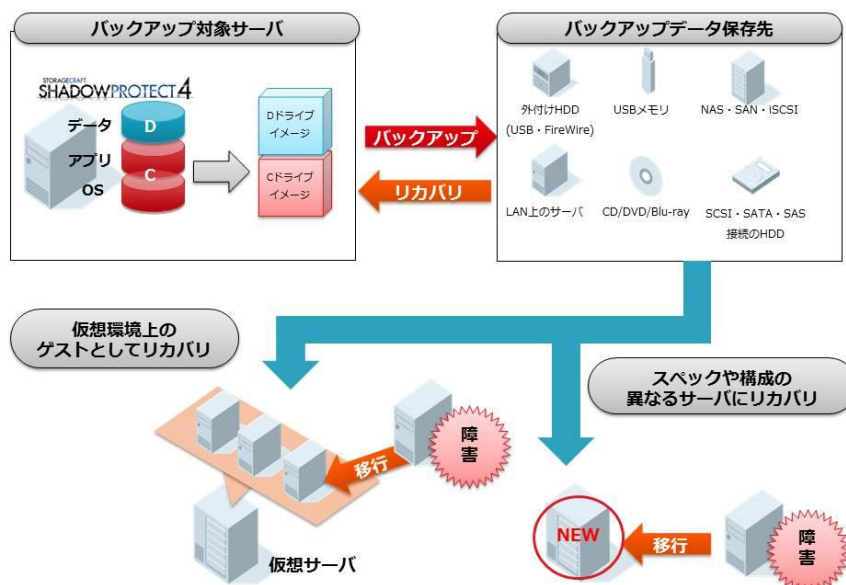 バックアップ対象サーバ
STORAGECRAFT
SHADOWPROTECT 4
データ
D
アプリ
C
OS
Dドライブ
イメージ
Cドライブ
イメージ
バックアップ
リカバリ
バックアップデータ保存先
外付けHDD
(USB・FireWire)
USBメモリ
NAS・SAN・iSCSI
LAN上のサーバ
CD/DVD/Blu-ray
SCSI・SATA・SAS
接続のHDD
仮想環境上の
ゲストとしてリカバリ
スペックや構成の
異なるサーバにリカバリ
移行
障
害
仮想サーバ
NEW
移行
障
害